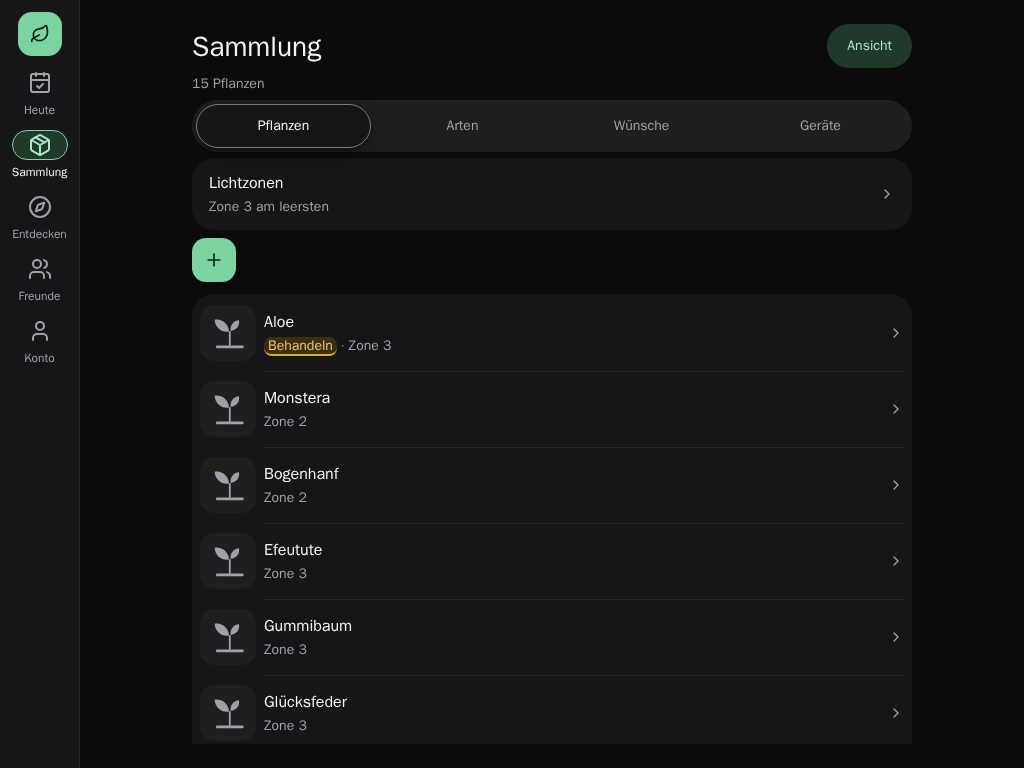 Heute
Sammlung
Entdecken
Freunde
Konto
Sammlung
Ansicht
15 Pflanzen
Pflanzen
Arten
Wünsche
Geräte
Lichtzonen
Zone 3 am leersten
Aloe
Behandeln · Zone 3
Monstera
Zone 2
Bogenhanf
Zone 2
Efeutute
Zone 3
Gummibaum
Zone 3
Glücksfeder
Zone 3